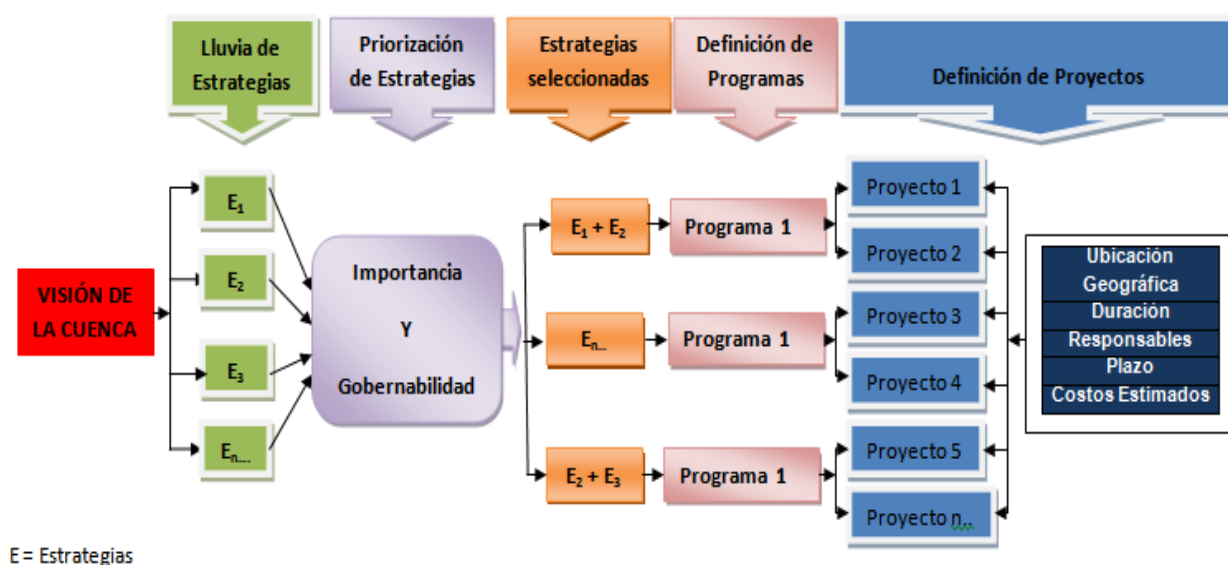 Lluvia de
Estrategias
Priorización
de Estrategias
Estrategias
seleccionadas
Definición de
Programas
Definición de Proyectos
VISIÓN DE
LA CUENCA
E1
E2
E3
En...
Importancia
Y
Gobernabilidad
E1 + E2
En...
E2 + E3
Programa 1
Programa 1
Programa 1
Proyecto 1
Proyecto 2
Proyecto 3
Proyecto 4
Proyecto 5
Proyecto n..
Ubicación
Geográfica
Duración
Responsables
Plazo
Costos Estimados
E = Estrategias